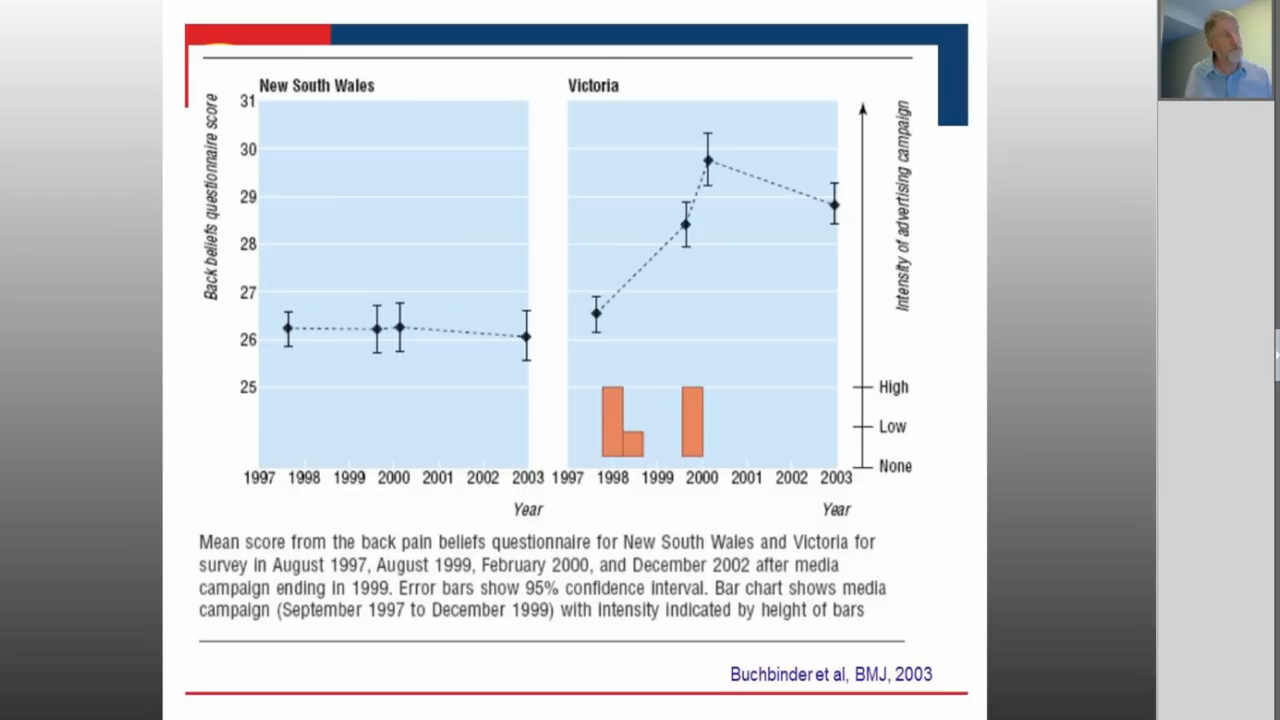 New South Wales
Victoria
Back beliefs questionnaire score
31
30
29
28
27
26
25
Intensity of advertising campaign
High
Low
None
1997 1998 1999 2000 2001 2002 2003
1997 1998 1999 2000 2001 2002 2003
Year
Year
Mean score from the back pain beliefs questionnaire for New South Wales and Victoria for
survey in August 1997, August 1999, February 2000, and December 2002 after media
campaign ending in 1999. Error bars show 95% confidence interval. Bar chart shows media
campaign (September 1997 to December 1999) with intensity indicated by height of bars
Buchbinder et al, BMJ, 2003